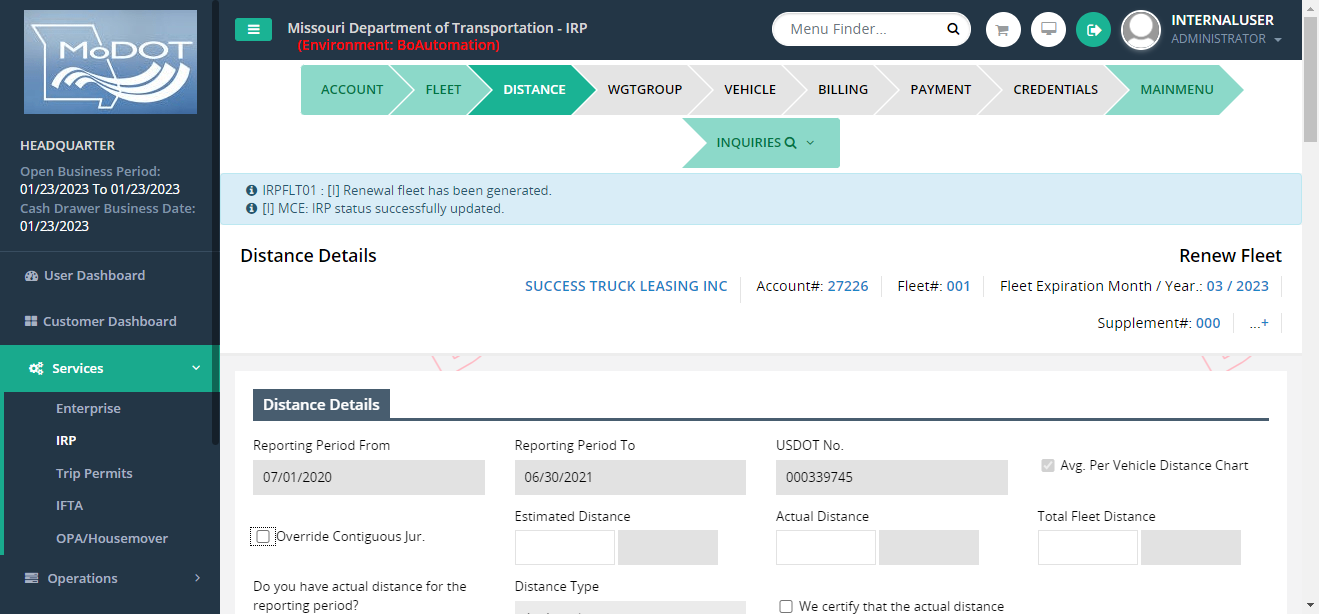 MoDOT
Missouri Department of Transportation - IRP
(Environment: BoAutomation)
Menu Finder...
INTERNALUSER
ADMINISTRATOR
ACCOUNT
FLEET
DISTANCE
WGTGROUP
VEHICLE
BILLING
PAYMENT
CREDENTIALS
MAINMENU
INQUIRIES
HEADQUARTER
Open Business Period:
01/23/2023 To 01/23/2023
Cash Drawer Business Date:
01/23/2023
User Dashboard
Customer Dashboard
Services
Enterprise
IRP
Trip Permits
IFTA
OPA/Housemover
Operations
IRPFLT01 : [I] Renewal fleet has been generated.
[I] MCE: IRP status successfully updated.
Distance Details
Renew Fleet
SUCCESS TRUCK LEASING INC Account#: 27226 Fleet#: 001 Fleet Expiration Month / Year.: 03 / 2023
Supplement#: 000 ...+
Distance Details
Reporting Period From
07/01/2020
Reporting Period To
06/30/2021
USDOT No.
000339745
Avg. Per Vehicle Distance Chart
Override Contiguous Jur.
Estimated Distance
Actual Distance
Total Fleet Distance
Do you have actual distance for the
reporting period?
Distance Type
We certify that the actual distance